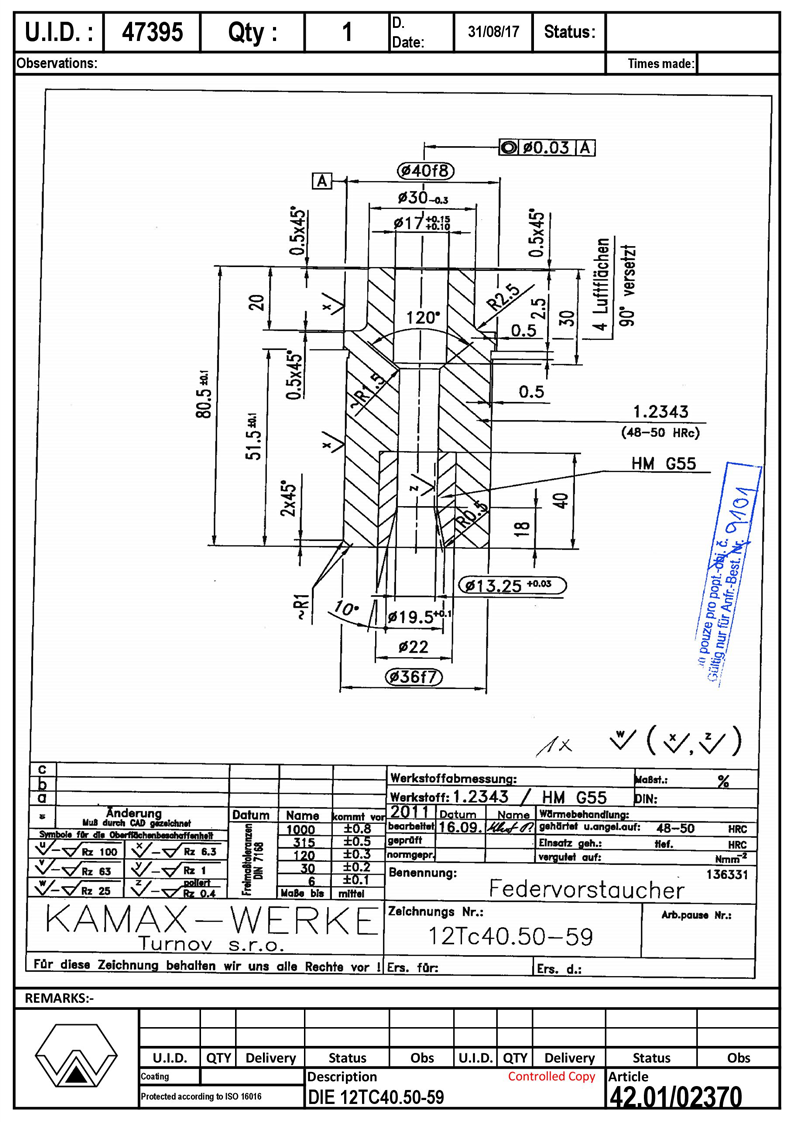 U.I.D. : 47395 Qty : 1 D. Date: 31/08/17 Status:
Observations: Times made:
⌀0.03 A
⌀40f8
A
⌀30-0.3
⌀17 +0.15 +0.10
0.5x45°
0.5x45°
4 Luftflächen
90° versetzt
R2.5
20
x
120°
2.5
30
0.5
0.5x45°
~R1.5
0.5
80.5 ±0.1
51.5 ±0.1
1.2343
(48-50 HRc)
x
HM G55
z
40
2x45°
R0.5
18
⌀13.25 +0.03
~R1
10°
⌀19.5+0.1
⌀22
⌀36f7
pouze pro popt.-obj. č.
Gültig nur für Anfr.-Best. Nr. 9101
1x
w ( x , z )
c
b
a
Werkstoffabmessung: Maßst.: %
Werkstoff: 1.2343 / HM G55 DIN:
Änderung Datum Name kommt vor
Muß durch CAD gezeichnet
Symbole für die Oberflächenbeschaffenheit
u - Rz 100 x - Rz 6.3
v - Rz 63 y - Rz 1
w - Rz 25 z - poliert Rz 0.4
Freimaßtoleranzen
DIN 7168
1000 ±0.8
315 ±0.5
120 ±0.3
30 ±0.2
6 ±0.1
Maße bis mittel
2011 Datum Name Wärmebehandlung:
bearbeitet 16.09. gehärtet u.angel.auf: 48-50 HRC
geprüft Einsatz geh.: tief. HRC
normgepr. vergutet auf: Nmm-2
Benennung: 136331
Federvorstaucher
KAMAX-WERKE
Turnov s.r.o.
Zeichnungs Nr.: Arb.pause Nr.:
12Tc40.50-59
Für diese Zeichnung behalten wir uns alle Rechte vor ! Ers. für: Ers. d.:
REMARKS:-
U.I.D. QTY Delivery Status Obs U.I.D. QTY Delivery Status Obs
Coating Description Controlled Copy Article
Protected according to ISO 16016 DIE 12TC40.50-59 42.01/02370